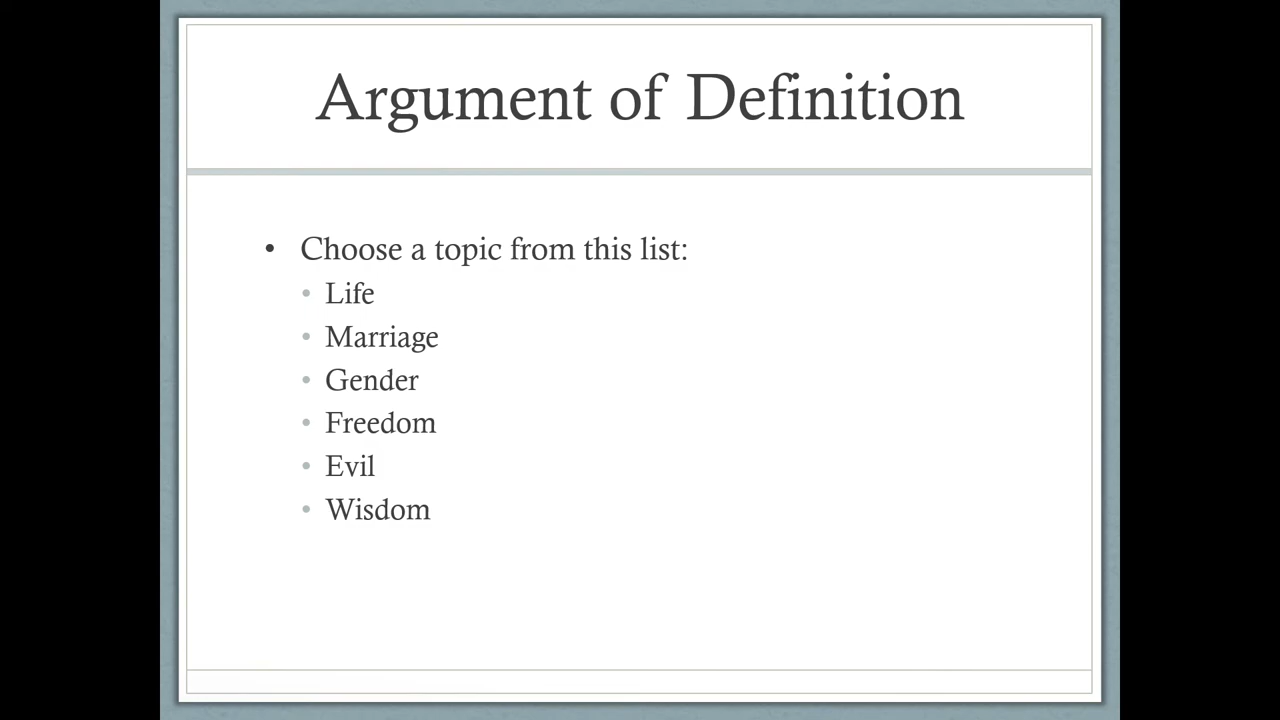 Argument of Definition
• Choose a topic from this list:
• Life
• Marriage
• Gender
• Freedom
• Evil
• Wisdom